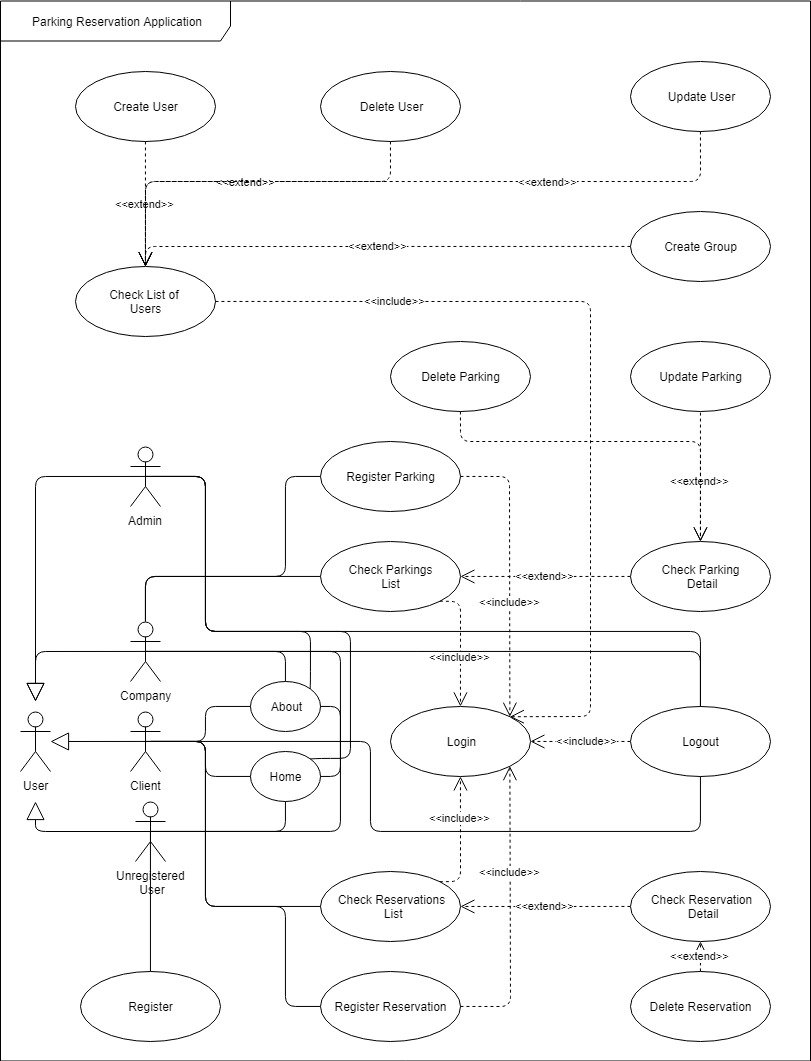 Parking Reservation Application
Create User
Delete User
Update User
<<extend>>
<<extend>>
<<extend>>
<<extend>>
Create Group
Check List of
Users
<<include>>
Delete Parking
Update Parking
Register Parking
<<extend>>
Admin
Check Parkings
List
<<extend>>
Check Parking
Detail
<<include>>
<<include>>
Company
About
Login
<<include>>
Logout
User
Client
Home
<<include>>
Unregistered
User
<<include>>
Check Reservations
List
<<extend>>
Check Reservation
Detail
<<extend>>
Register
Register Reservation
Delete Reservation